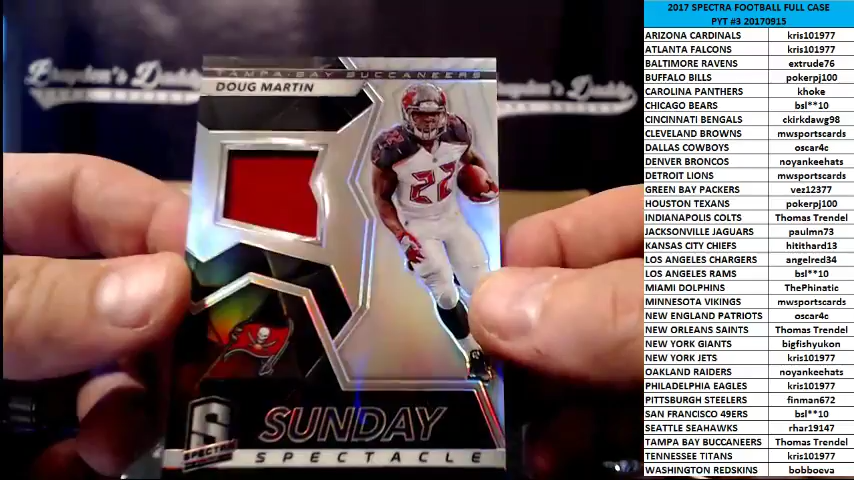 Brayden's Daddy
TAMPA BAY BUCCANEERS
DOUG MARTIN
22
SUNDAY
SPECTACLE
S
SPECTRA
2017 SPECTRA FOOTBALL FULL CASE
PYT #3 20170915
ARIZONA CARDINALS kris101977
ATLANTA FALCONS kris101977
BALTIMORE RAVENS extrude76
BUFFALO BILLS pokerpj100
CAROLINA PANTHERS khoke
CHICAGO BEARS bsl**10
CINCINNATI BENGALS ckirkdawg98
CLEVELAND BROWNS mwsportscards
DALLAS COWBOYS oscar4c
DENVER BRONCOS noyankeehats
DETROIT LIONS mwsportscards
GREEN BAY PACKERS vez12377
HOUSTON TEXANS pokerpj100
INDIANAPOLIS COLTS Thomas Trendel
JACKSONVILLE JAGUARS paulmn73
KANSAS CITY CHIEFS hitithard13
LOS ANGELES CHARGERS angelred34
LOS ANGELES RAMS bsl**10
MIAMI DOLPHINS ThePhinatic
MINNESOTA VIKINGS mwsportscards
NEW ENGLAND PATRIOTS oscar4c
NEW ORLEANS SAINTS Thomas Trendel
NEW YORK GIANTS bigfishyukon
NEW YORK JETS kris101977
OAKLAND RAIDERS noyankeehats
PHILADELPHIA EAGLES kris101977
PITTSBURGH STEELERS finman672
SAN FRANCISCO 49ERS bsl**10
SEATTLE SEAHAWKS rhar19147
TAMPA BAY BUCCANEERS Thomas Trendel
TENNESSEE TITANS kris101977
WASHINGTON REDSKINS bobboeva